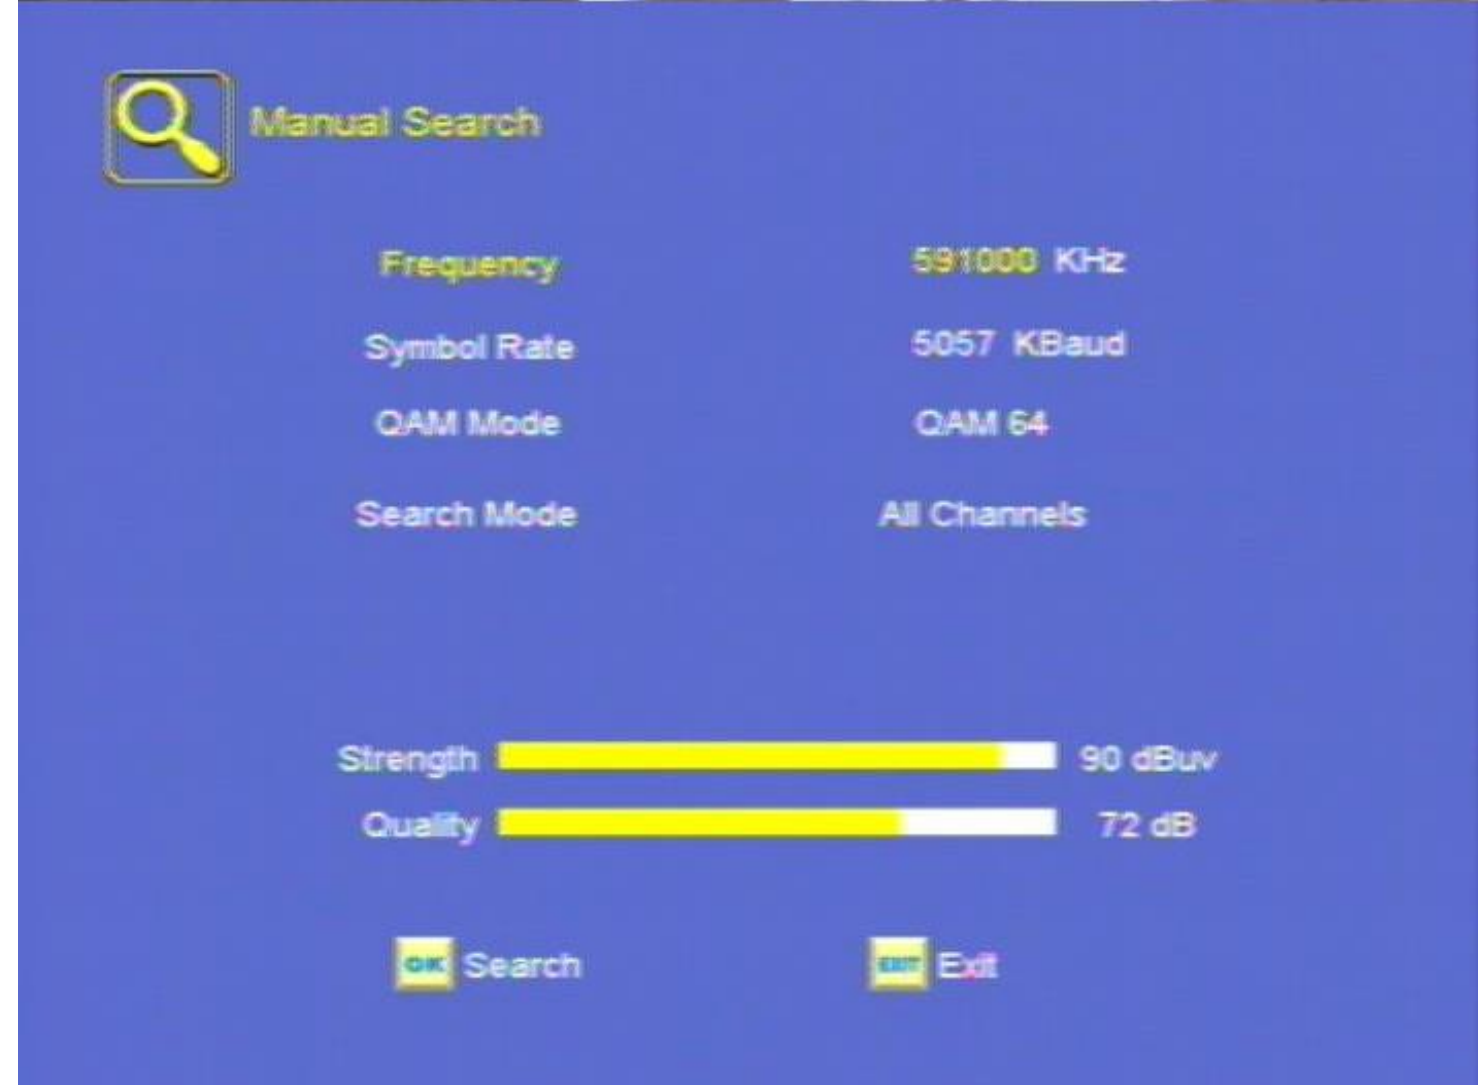 Manual Search
Frequency 591000 KHz
Symbol Rate 5057 KBaud
QAM Mode QAM 64
Search Mode All Channels
Strength 90 dBuv
Quality 72 dB
OK Search EXIT Exit